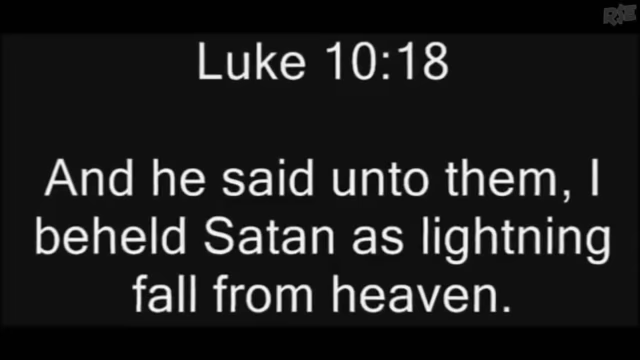 Luke 10:18
And he said unto them, I
beheld Satan as lightning
fall from heaven.